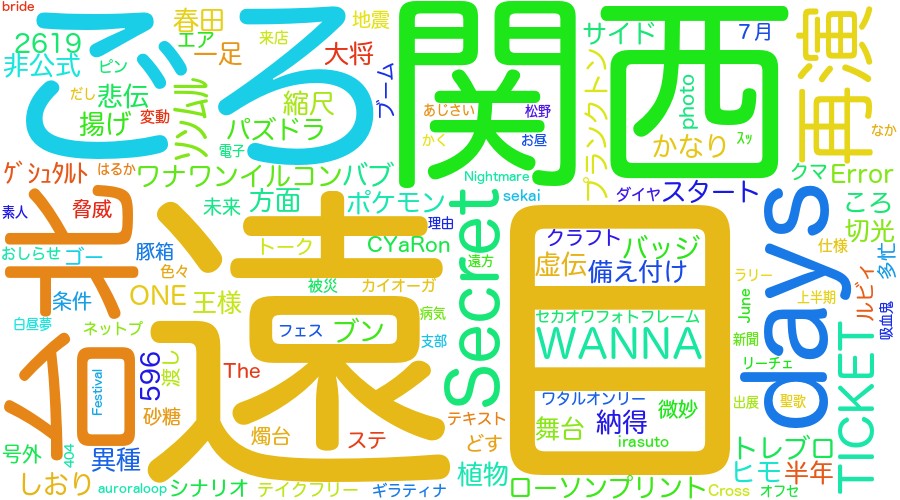 bride
ごろ
関西
再演
春田
地震
2619
エア
来店
一足
大将
サイド
7月
非公式
ピン
ブーム
悲伝
だし
変動
縮尺
あじさい
松野
photo
揚げ
ソンムル
パズドラ
かく
お昼
プランクトン
かなり
スッ
なか
電子
ゲシュタルト
はるか
ワナワンイルコンバブ
Nightmare
クマ
Error
素人
脅威
未来
方面
ポケモン
sekai
ダイヤ
スタート
ころ
米
遠目
理由
Secret
days
切光
おしらせ
ゴー
豚箱
トーク
CYaRon
クラフト
バッジ
仕様
多忙
色々
遠方
虚伝
備え付け
ラリー
条件
ONE
王様
被災
カイオーガ
上半期
ルビィ
白昼夢
ネットプ
フェス
ブン
病気
セカオワフォトフレーム
June
吸血鬼
支部
WANNA
新聞
台
渡し
596
The
リーチェ
TICKET
Festival
ワタルオンリー
出展
聖歌
砂糖
燭台
ステ
テキスト
舞台
納得
微妙
号外
404
異種
どす
irasuto
トレブロ
しおり
auroraloop
シナリオ
テイクフリー
ギラティナ
植物
ローソンプリント
Cross
ヒモ
半年
オフセ